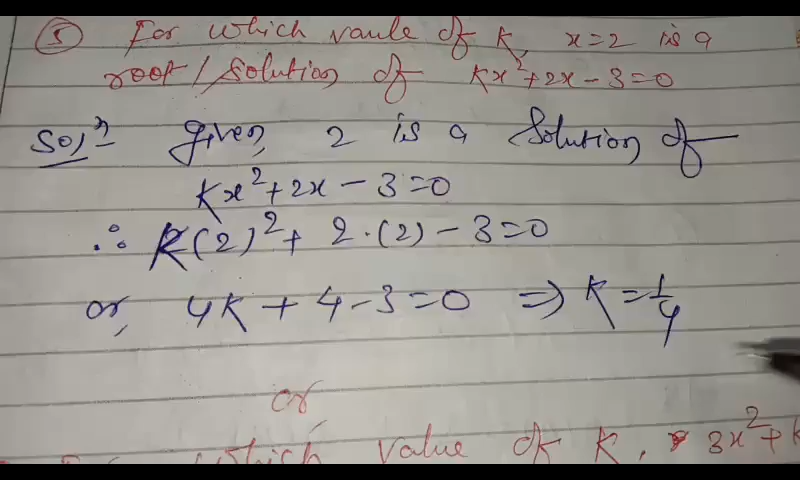 (5) For which vaule of K, x=2 is a
root/solution of Kx²+2x-3=0
Solⁿ Given, 2 is a Solution of
Kx²+2x-3=0
∴ K(2)²+ 2·(2)-3=0
or, 4K+4-3=0 ⇒ K=1/4
or,
which value of K, 3x²+k